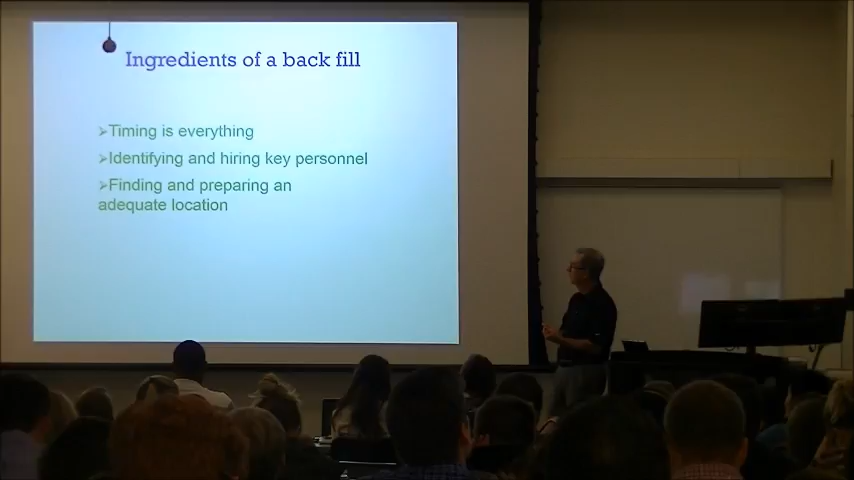 Ingredients of a back fill
➢Timing is everything
➢Identifying and hiring key personnel
➢Finding and preparing an
adequate location